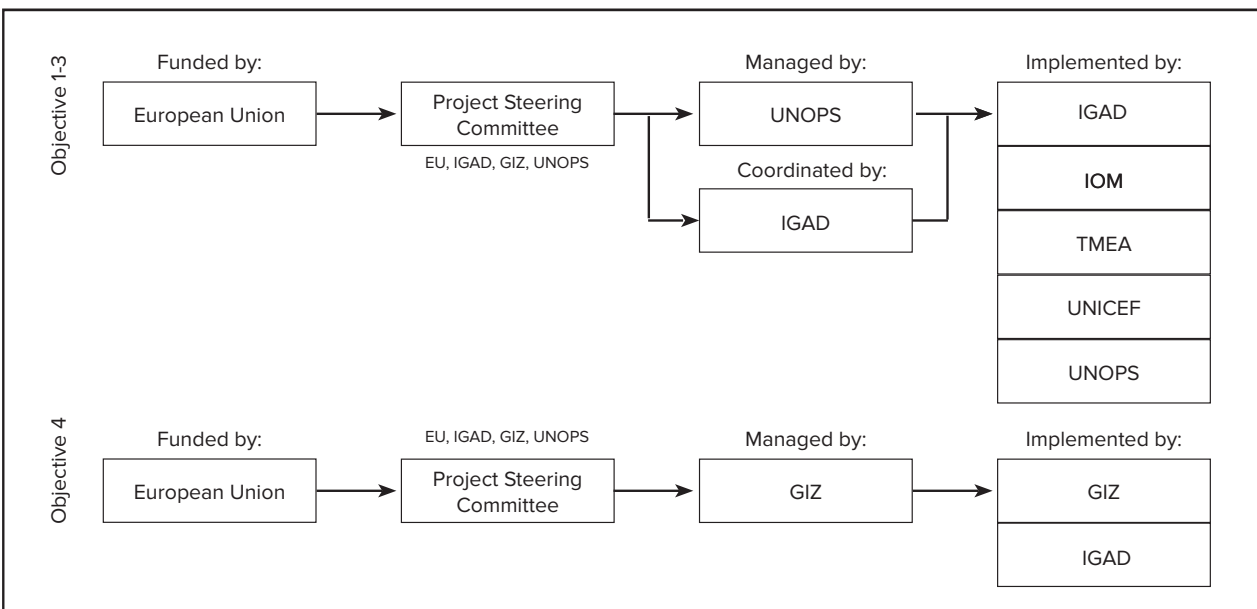 Objective 1-3
Funded by:
European Union
Project Steering
Committee
EU, IGAD, GIZ, UNOPS
Managed by:
UNOPS
Coordinated by:
IGAD
Implemented by:
IGAD
IOM
TMEA
UNICEF
UNOPS
Objective 4
Funded by:
European Union
EU, IGAD, GIZ, UNOPS
Project Steering
Committee
Managed by:
GIZ
Implemented by:
GIZ
IGAD